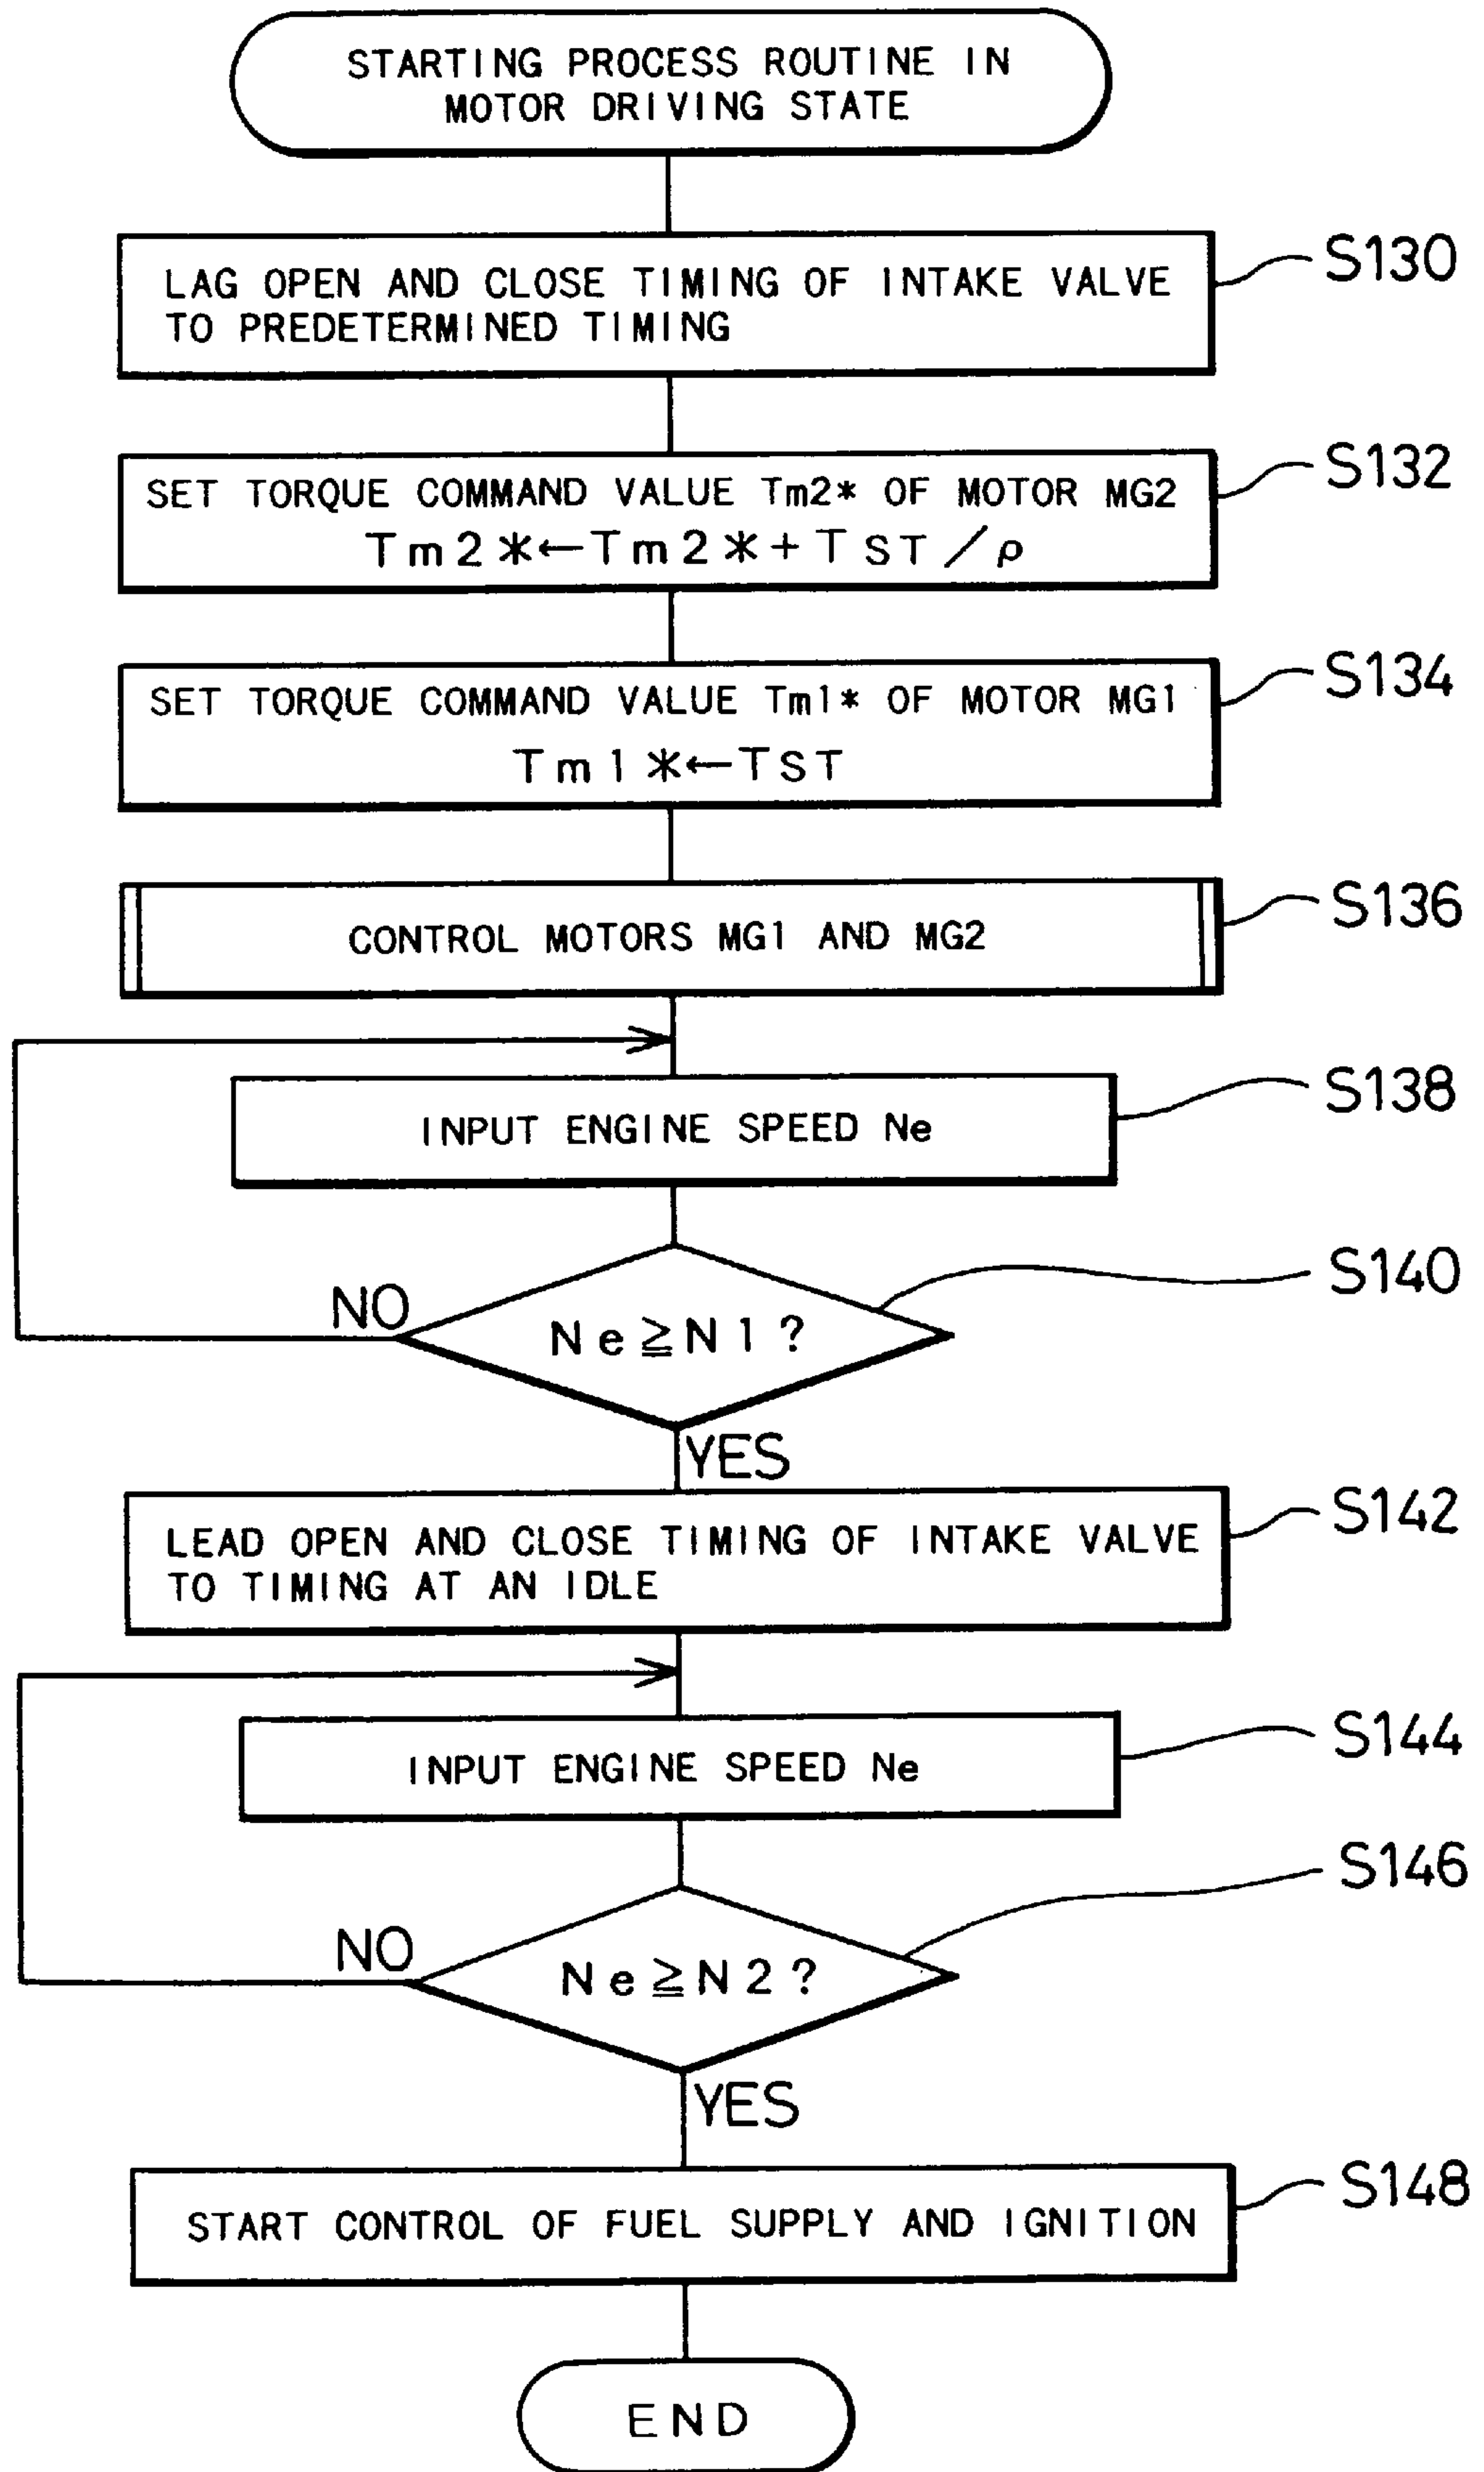 STARTING PROCESS ROUTINE IN
MOTOR DRIVING STATE
LAG OPEN AND CLOSE TIMING OF INTAKE VALVE
TO PREDETERMINED TIMING
S130
SET TORQUE COMMAND VALUE Tm2* OF MOTOR MG2
Tm2*←Tm2*+TST/ρ
S132
SET TORQUE COMMAND VALUE Tm1* OF MOTOR MG1
Tm1*←TST
S134
CONTROL MOTORS MG1 AND MG2
S136
INPUT ENGINE SPEED Ne
S138
Ne≧N1?
S140
NO
YES
LEAD OPEN AND CLOSE TIMING OF INTAKE VALVE
TO TIMING AT AN IDLE
S142
INPUT ENGINE SPEED Ne
S144
Ne≧N2?
S146
NO
YES
START CONTROL OF FUEL SUPPLY AND IGNITION
S148
END